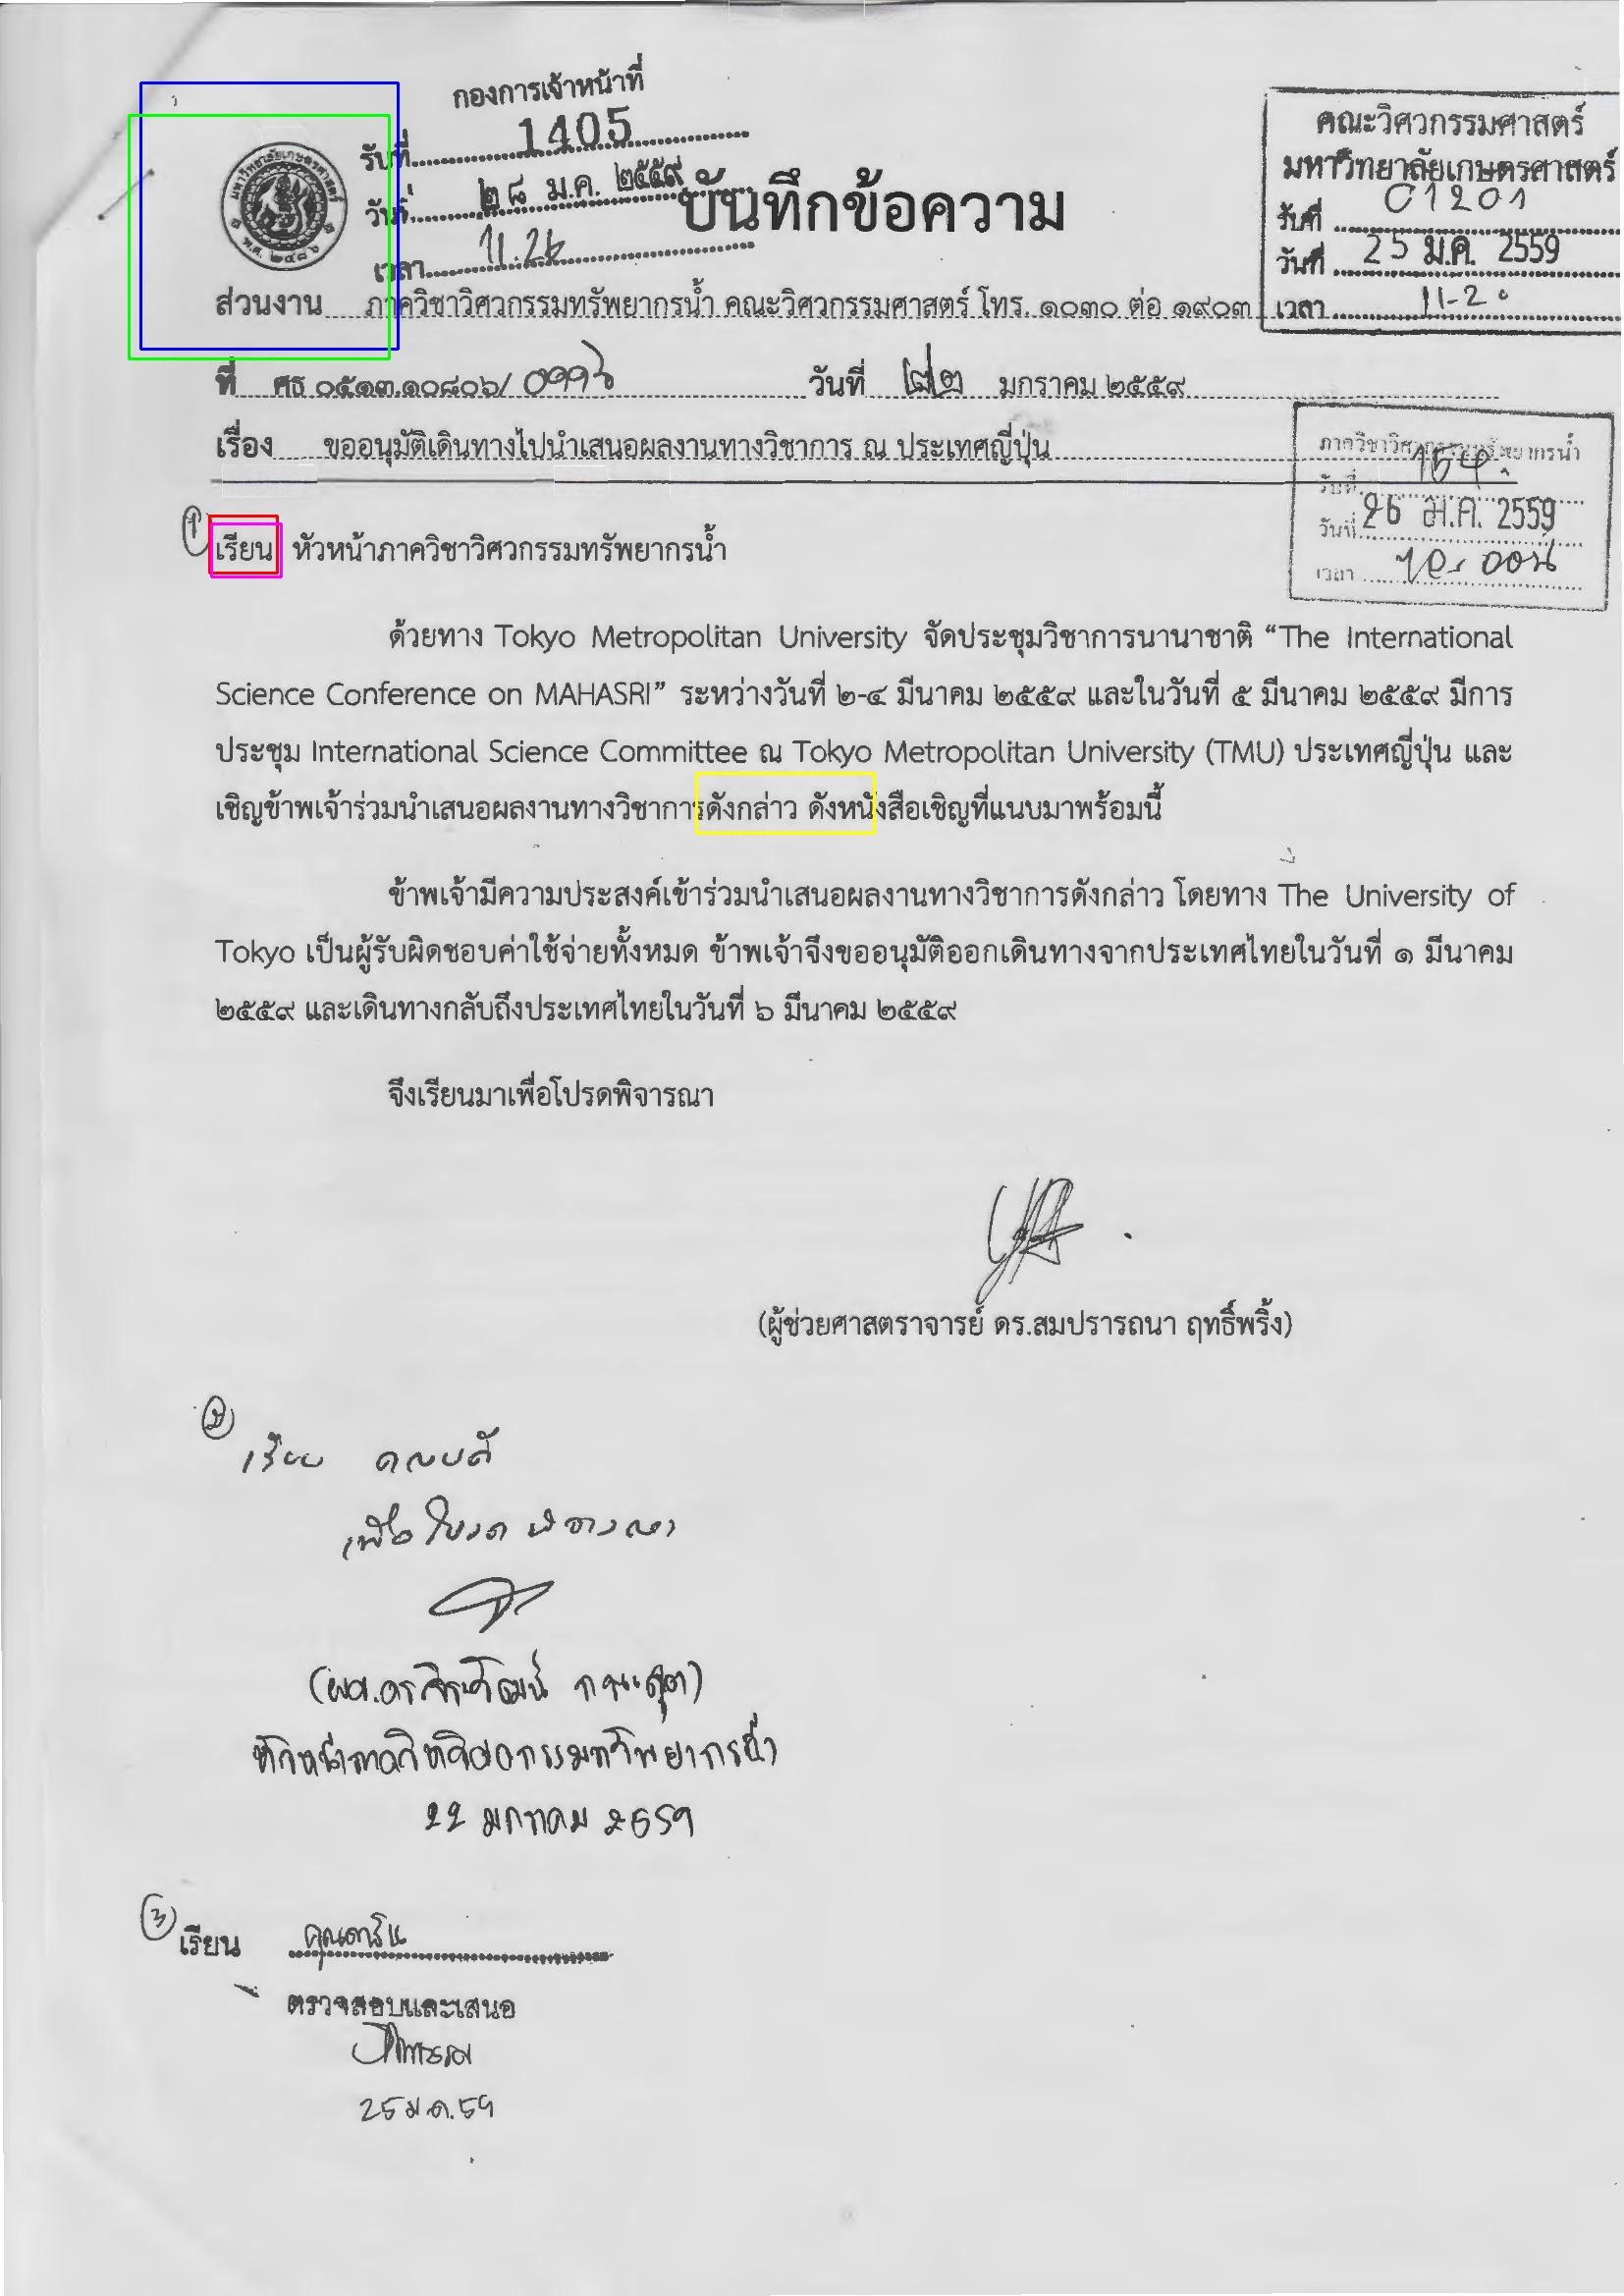 กองการเจ้าหน้าที่
รับที่ 1405
วันที่ ๒๘ ม.ค. ๒๕๕๙
เวลา 11.26
คณะวิศวกรรมศาสตร์
มหาวิทยาลัยเกษตรศาสตร์
รับที่ 01201
วันที่ 25 ม.ค. 2559
เวลา 11-20
มหาวิทยาลัยเกษตรศาสตร์
พ.ศ. ๒๔๘๖
บันทึกข้อความ
ส่วนงาน ภาควิชาวิศวกรรมทรัพยากรน้ำ คณะวิศวกรรมศาสตร์ โทร. ๑๐๓๐ ต่อ ๑๙๐๓
ที่ ศธ ๐๕๑๓.๑๐๘๐๖/ วันที่ ๒๒ มกราคม ๒๕๕๙
เรื่อง ขออนุมัติเดินทางไปนำเสนอผลงานทางวิชาการ ณ ประเทศญี่ปุ่น
ภาควิชาวิศวกรรมทรัพยากรน้ำ
รับที่
วันที่ 26 ม.ค. 2559
เวลา
1 เรียน หัวหน้าภาควิชาวิศวกรรมทรัพยากรน้ำ
ด้วยทาง Tokyo Metropolitan University จัดประชุมวิชาการนานาชาติ “The International
Science Conference on MAHASRI” ระหว่างวันที่ ๒-๔ มีนาคม ๒๕๕๙ และในวันที่ ๕ มีนาคม ๒๕๕๙ มีการ
ประชุม International Science Committee ณ Tokyo Metropolitan University (TMU) ประเทศญี่ปุ่น และ
เชิญข้าพเจ้าร่วมนำเสนอผลงานทางวิชาการดังกล่าว ดังหนังสือเชิญที่แนบมาพร้อมนี้
ข้าพเจ้ามีความประสงค์เข้าร่วมนำเสนอผลงานทางวิชาการดังกล่าว โดยทาง The University of
Tokyo เป็นผู้รับผิดชอบค่าใช้จ่ายทั้งหมด ข้าพเจ้าจึงขออนุมัติออกเดินทางจากประเทศไทยในวันที่ ๑ มีนาคม
๒๕๕๙ และเดินทางกลับถึงประเทศไทยในวันที่ ๖ มีนาคม ๒๕๕๙
จึงเรียนมาเพื่อโปรดพิจารณา
(ผู้ช่วยศาสตราจารย์ ดร.สมปรารถนา ฤทธิ์พริ้ง)
2 เรียน คณบดี
เพื่อโปรดพิจารณา
(ผศ.ดร.จิระวัฒน์ กณะสุต)
หัวหน้าภาควิชาวิศวกรรมทรัพยากรน้ำ
22 มกราคม 2559
3 เรียน
ตรวจสอบและเสนอ
25 ม.ค. 59